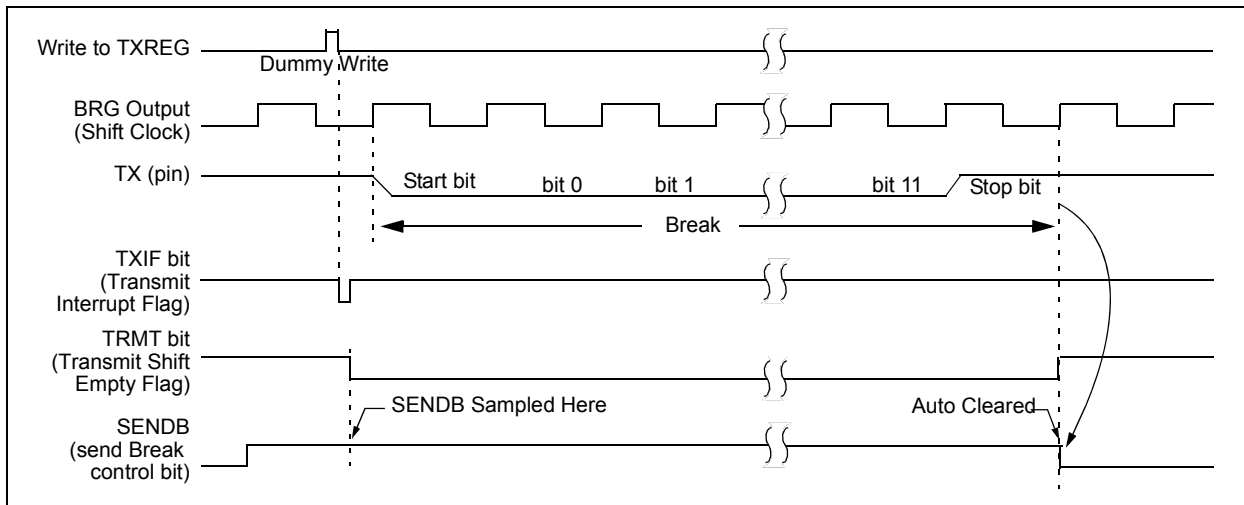 Write to TXREG
Dummy Write
BRG Output
(Shift Clock)
TX (pin)
Start bit
bit 0
bit 1
bit 11
Stop bit
Break
TXIF bit
(Transmit
Interrupt Flag)
TRMT bit
(Transmit Shift
Empty Flag)
SENDB Sampled Here
Auto Cleared
SENDB
(send Break
control bit)